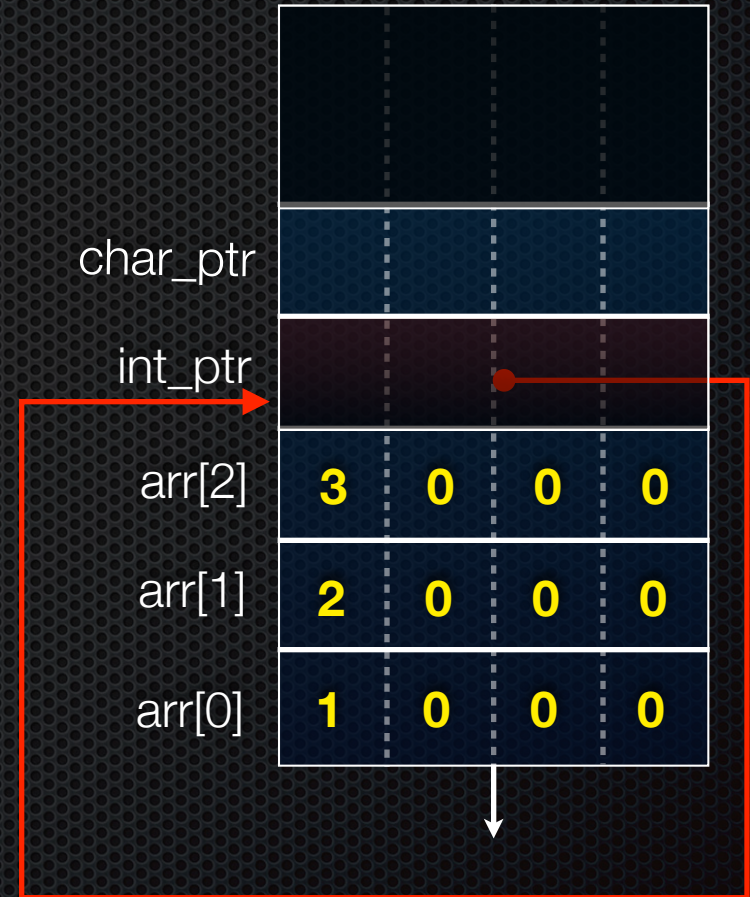 char_ptr
int_ptr
arr[2] 3 0 0 0
arr[1] 2 0 0 0
arr[0] 1 0 0 0